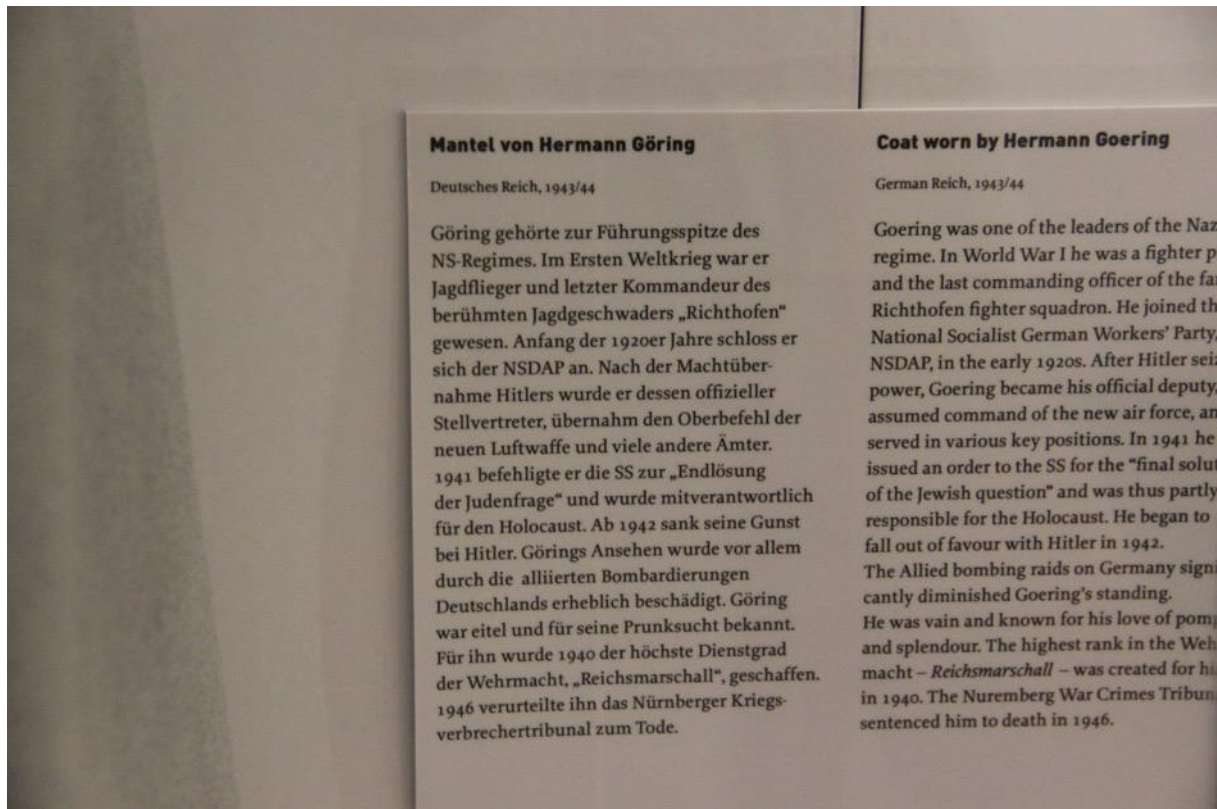 Mantel von Hermann Göring
Deutsches Reich, 1943/44
Göring gehörte zur Führungsspitze des
NS-Regimes. Im Ersten Weltkrieg war er
Jagdflieger und letzter Kommandeur des
berühmten Jagdgeschwaders „Richthofen“
gewesen. Anfang der 1920er Jahre schloss er
sich der NSDAP an. Nach der Machtüber-
nahme Hitlers wurde er dessen offizieller
Stellvertreter, übernahm den Oberbefehl der
neuen Luftwaffe und viele andere Ämter.
1941 befehligte er die SS zur „Endlösung
der Judenfrage“ und wurde mitverantwortlich
für den Holocaust. Ab 1942 sank seine Gunst
bei Hitler. Görings Ansehen wurde vor allem
durch die alliierten Bombardierungen
Deutschlands erheblich beschädigt. Göring
war eitel und für seine Prunksucht bekannt.
Für ihn wurde 1940 der höchste Dienstgrad
der Wehrmacht, „Reichsmarschall“, geschaffen.
1946 verurteilte ihn das Nürnberger Kriegs-
verbrechertribunal zum Tode.
Coat worn by Hermann Goering
German Reich, 1943/44
Goering was one of the leaders of the
regime. In World War I he was a fighter
and the last commanding officer of the
Richthofen fighter squadron. He joined
National Socialist German Workers’ Party,
NSDAP, in the early 1920s. After Hitler
power, Goering became his official deputy,
assumed command of the new air force,
served in various key positions. In 1941 he
issued an order to the SS for the “final
of the Jewish question” and was thus partly
responsible for the Holocaust. He began to
fall out of favour with Hitler in 1942.
The Allied bombing raids on Germany
cantly diminished Goering’s standing.
He was vain and known for his love of
and splendour. The highest rank in the
macht – Reichsmarschall – was created for
in 1940. The Nuremberg War Crimes
sentenced him to death in 1946.